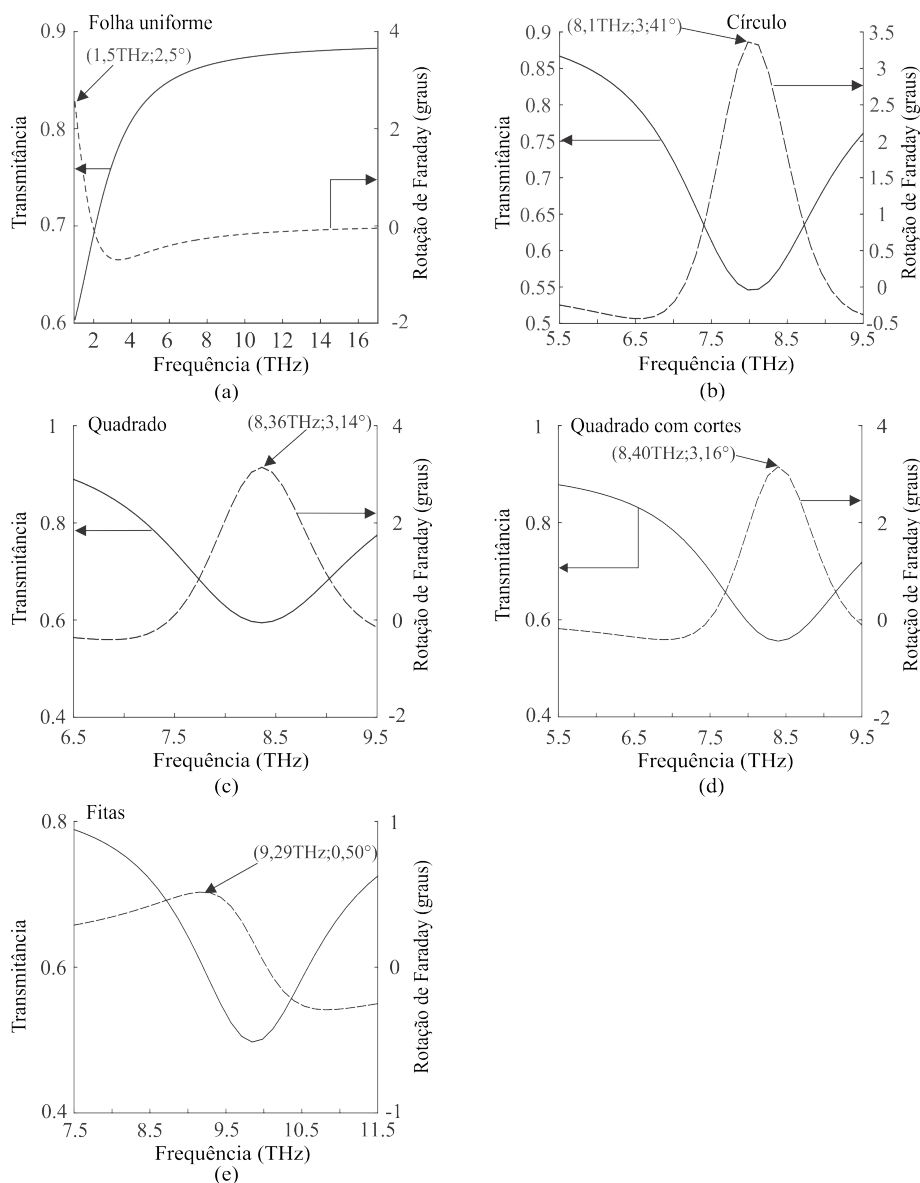 Folha uniforme
(1,5THz;2,5°)
Transmitância
0.9
0.8
0.7
0.6
4
2
0
-2
Rotação de Faraday (graus)
2 4 6 8 10 12 14 16
Frequência (THz)
(a)
Círculo
(8,1THz;3;41°)
Transmitância
0.9
0.85
0.8
0.75
0.7
0.65
0.6
0.55
0.5
3.5
3
2.5
2
1.5
1
0.5
0
-0.5
Rotação de Faraday (graus)
5.5 6.5 7.5 8.5 9.5
Frequência (THz)
(b)
Quadrado
(8,36THz;3,14°)
Transmitância
1
0.8
0.6
0.4
4
2
0
-2
Rotação de Faraday (graus)
6.5 7.5 8.5 9.5
Frequência (THz)
(c)
Quadrado com cortes
(8,40THz;3,16°)
Transmitância
1
0.8
0.6
0.4
4
2
0
-2
Rotação de Faraday (graus)
5.5 6.5 7.5 8.5 9.5
Frequência (THz)
(d)
Fitas
(9,29THz;0,50°)
Transmitância
0.8
0.6
0.4
1
0
-1
Rotação de Faraday (graus)
7.5 8.5 9.5 10.5 11.5
Frequência (THz)
(e)